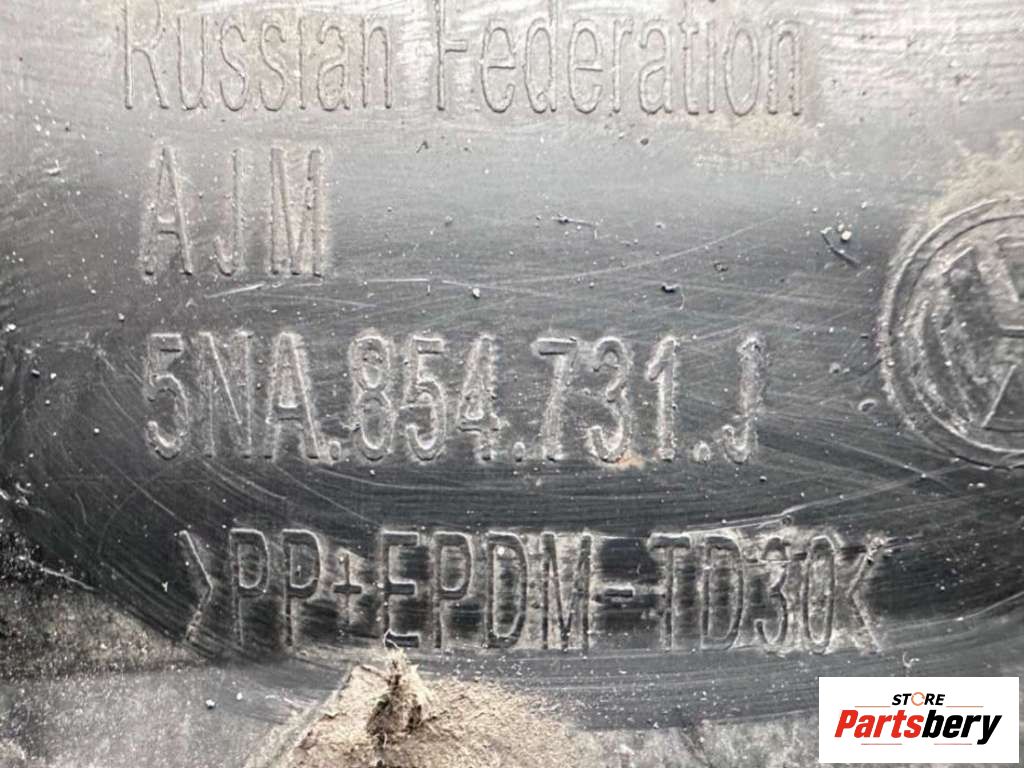 Russian Federation
AJM
5NA.854.731.J
>PP+EPDM-TD30<
STORE
Partsbery